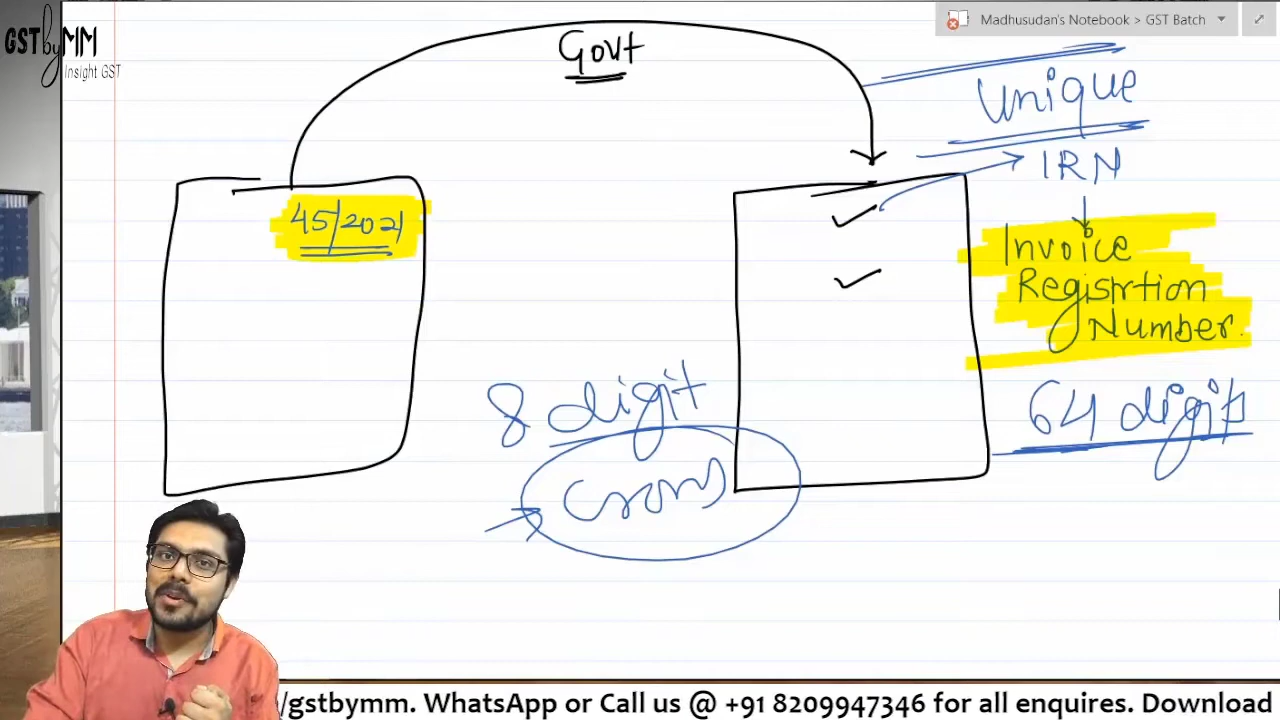 GSTbyMM
Insight GST
Madhusudan's Notebook > GST Batch
Govt
Unique
IRN
45/2021
Invoice
Registrtion
Number.
8 digit
64 digit
/gstbymm. WhatsApp or Call us @ +91 8209947346 for all enquires. Download